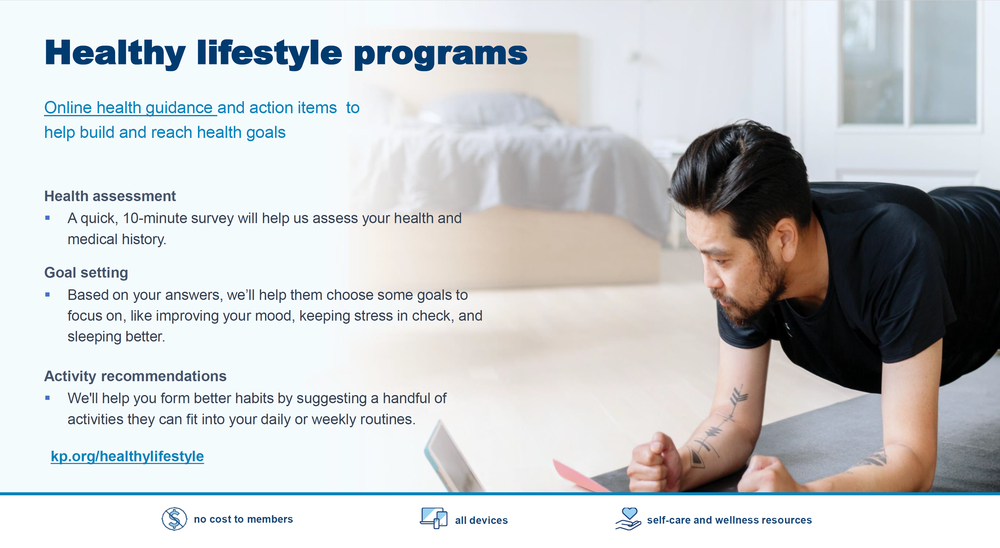 Healthy lifestyle programs
Online health guidance and action items  to
help build and reach health goals
Health assessment
▪ A quick, 10-minute survey will help us assess your health and
medical history.
Goal setting
▪ Based on your answers, we’ll help them choose some goals to
focus on, like improving your mood, keeping stress in check, and
sleeping better.
Activity recommendations
▪ We'll help you form better habits by suggesting a handful of
activities they can fit into your daily or weekly routines.
kp.org/healthylifestyle
no cost to members
all devices
self-care and wellness resources